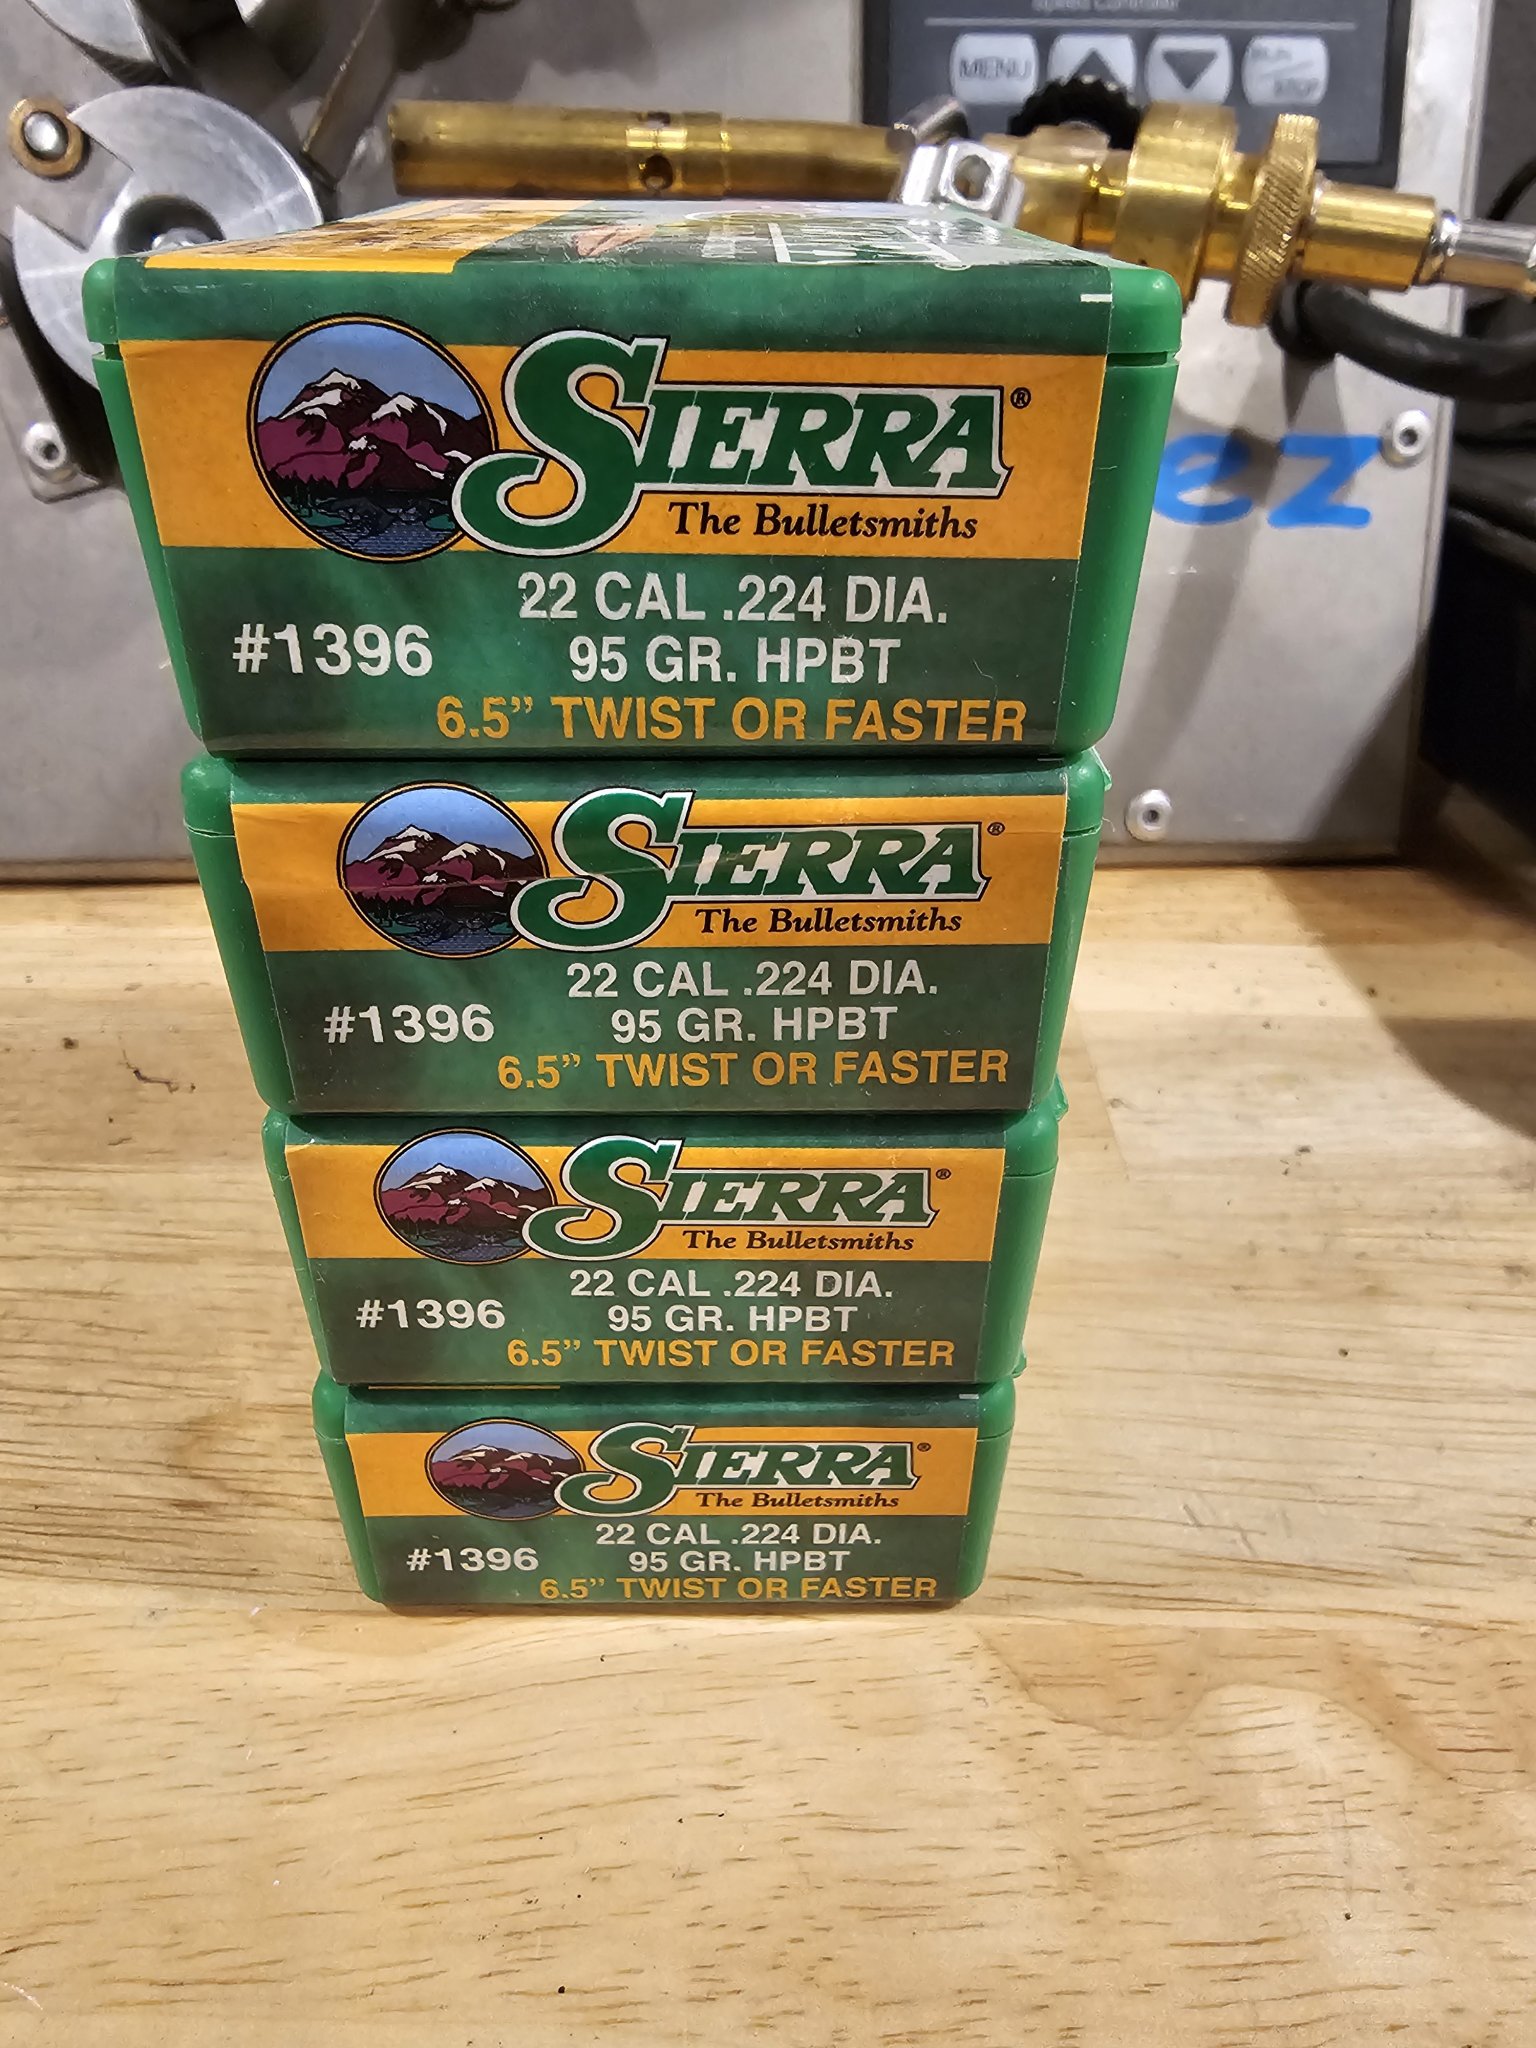 Speed Controller
MENU
ez
SIERRA®
The Bulletsmiths
#1396
22 CAL .224 DIA.
95 GR. HPBT
6.5” TWIST OR FASTER
SIERRA®
The Bulletsmiths
#1396
22 CAL .224 DIA.
95 GR. HPBT
6.5” TWIST OR FASTER
SIERRA®
The Bulletsmiths
#1396
22 CAL .224 DIA.
95 GR. HPBT
6.5” TWIST OR FASTER
SIERRA®
The Bulletsmiths
#1396
22 CAL .224 DIA.
95 GR. HPBT
6.5” TWIST OR FASTER